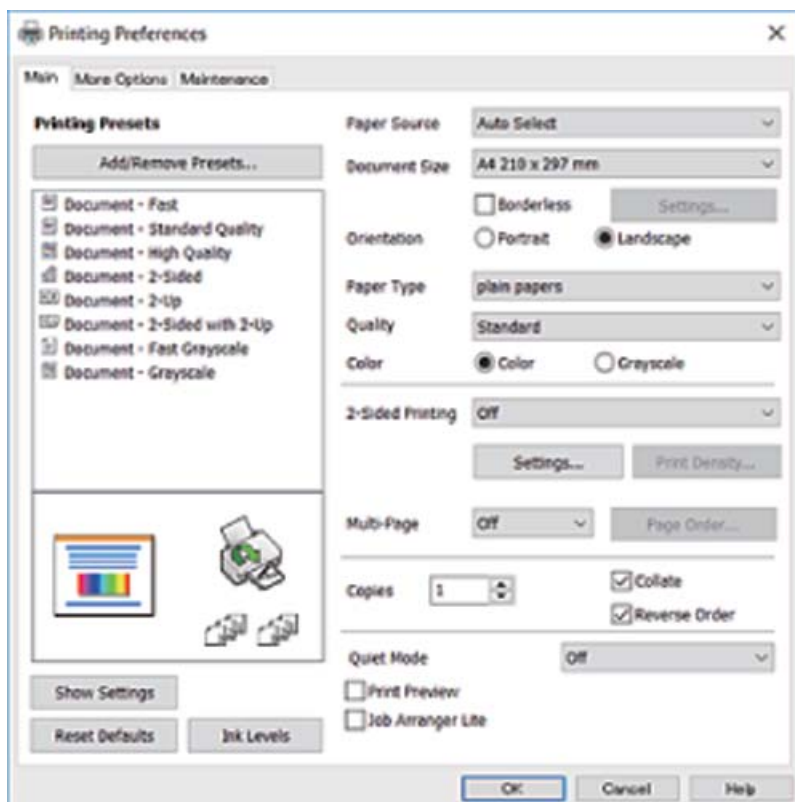 Printing Preferences
Main More Options Maintenance
Printing Presets
Add/Remove Presets...
Document - Fast
Document - Standard Quality
Document - High Quality
Document - 2-Sided
Document - 2-Up
Document - 2-Sided with 2-Up
Document - Fast Grayscale
Document - Grayscale
Show Settings
Reset Defaults Ink Levels
Paper Source Auto Select
Document Size A4 210 x 297 mm
Borderless Settings...
Orientation Portrait Landscape
Paper Type plain papers
Quality Standard
Color Color Grayscale
2-Sided Printing Off
Settings... Print Density...
Multi-Page Off Page Order...
Copies 1 Collate
Reverse Order
Quiet Mode Off
Print Preview
Job Arranger Lite
OK Cancel Help